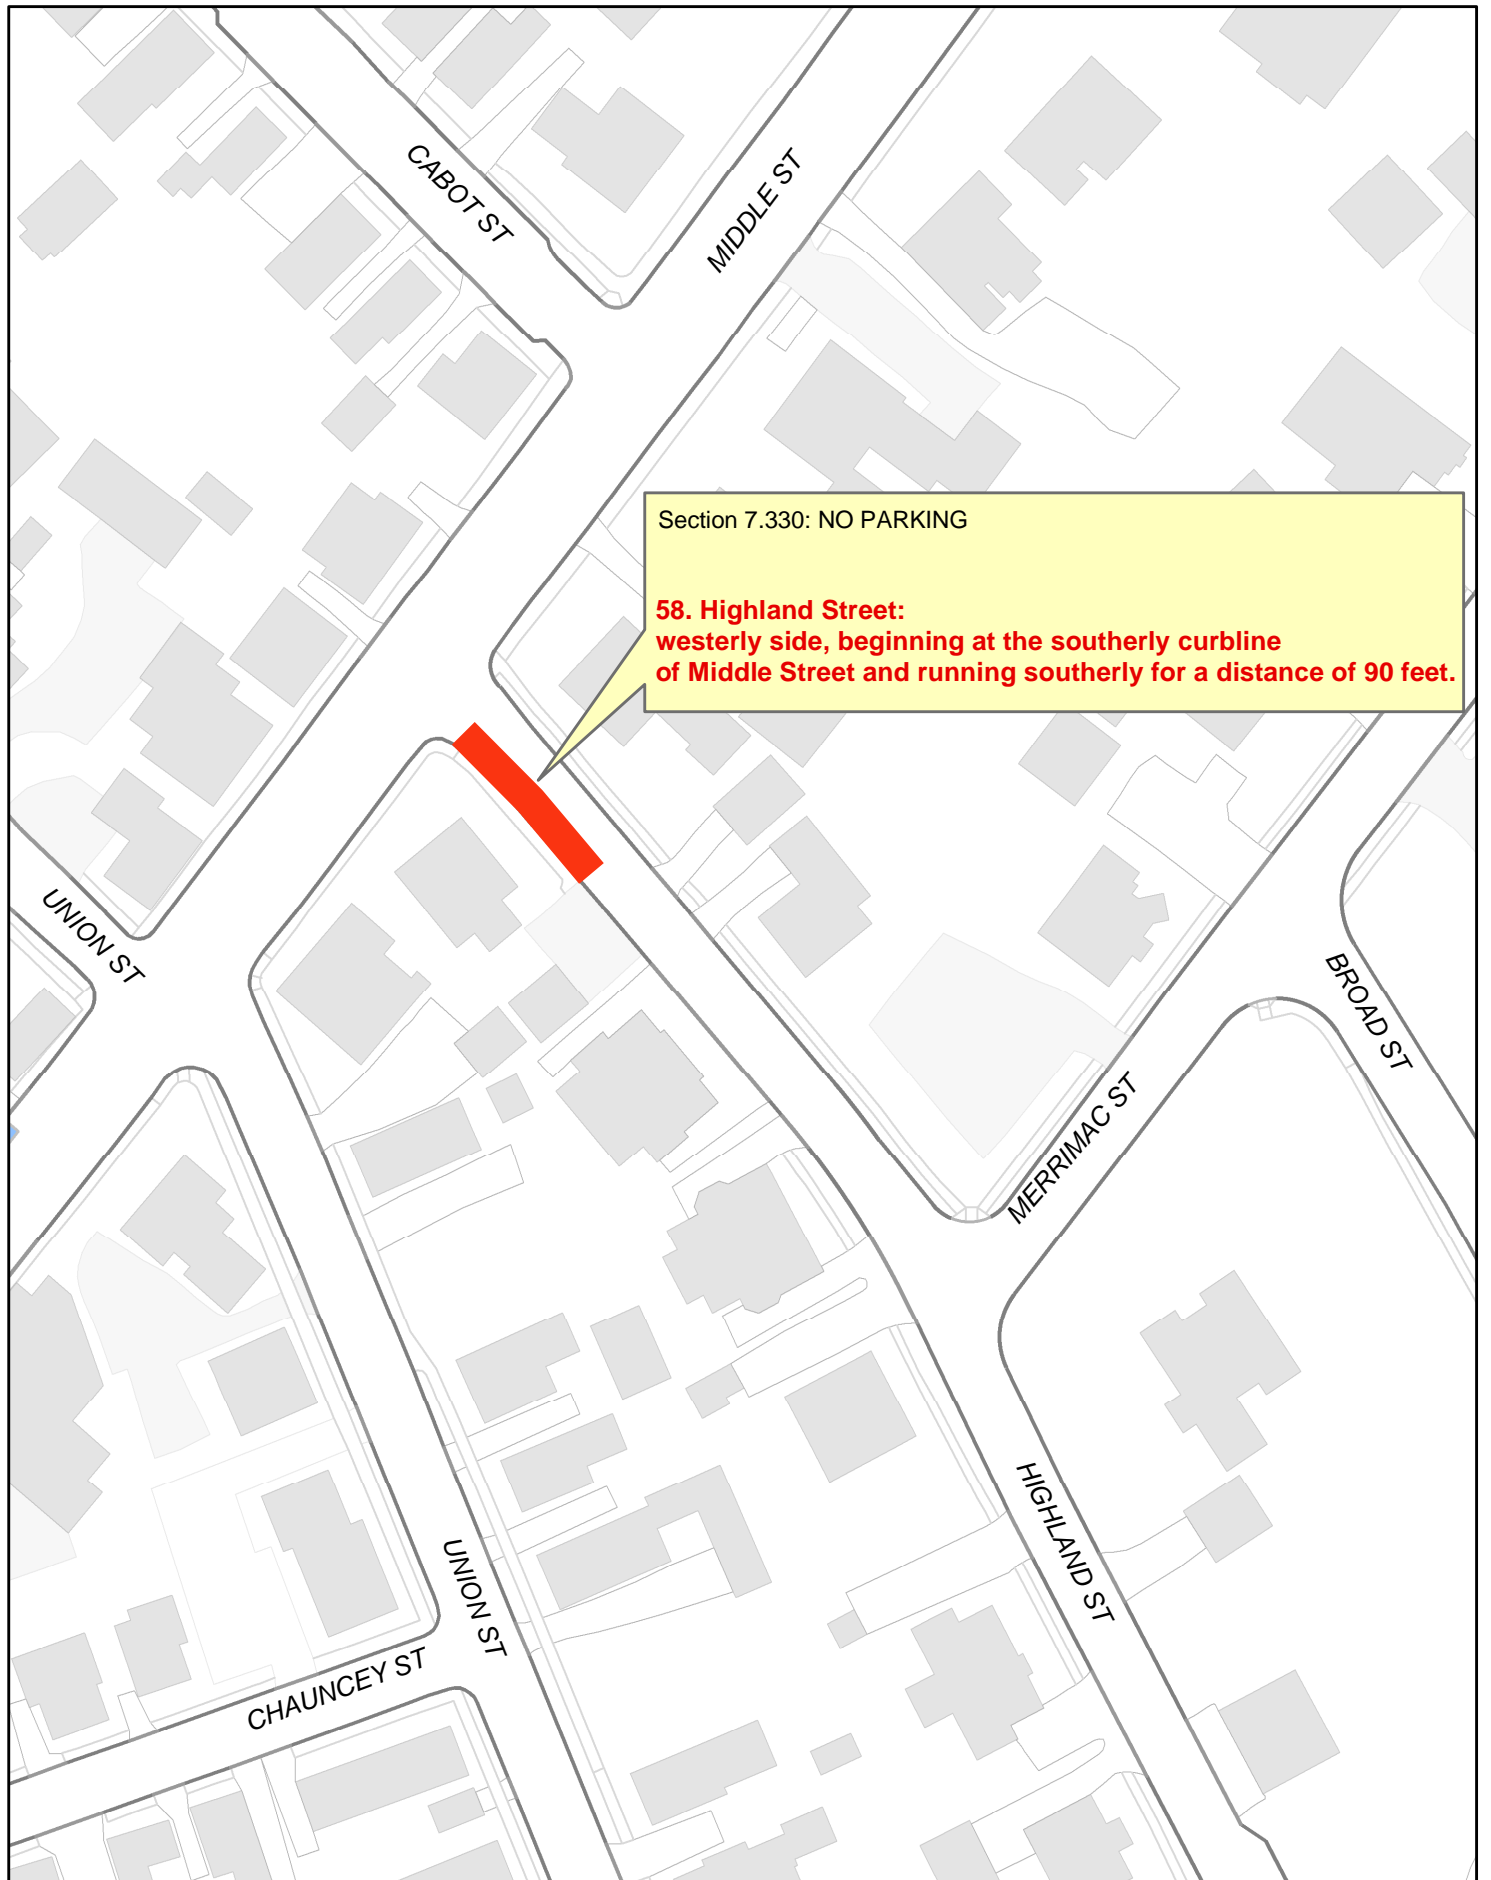 CABOT ST
MIDDLE ST
Section 7.330: NO PARKING
58. Highland Street:
westerly side, beginning at the southerly curbline
of Middle Street and running southerly for a distance of 90 feet.
UNION ST
BROAD ST
MERRIMAC ST
HIGHLAND ST
UNION ST
CHAUNCEY ST